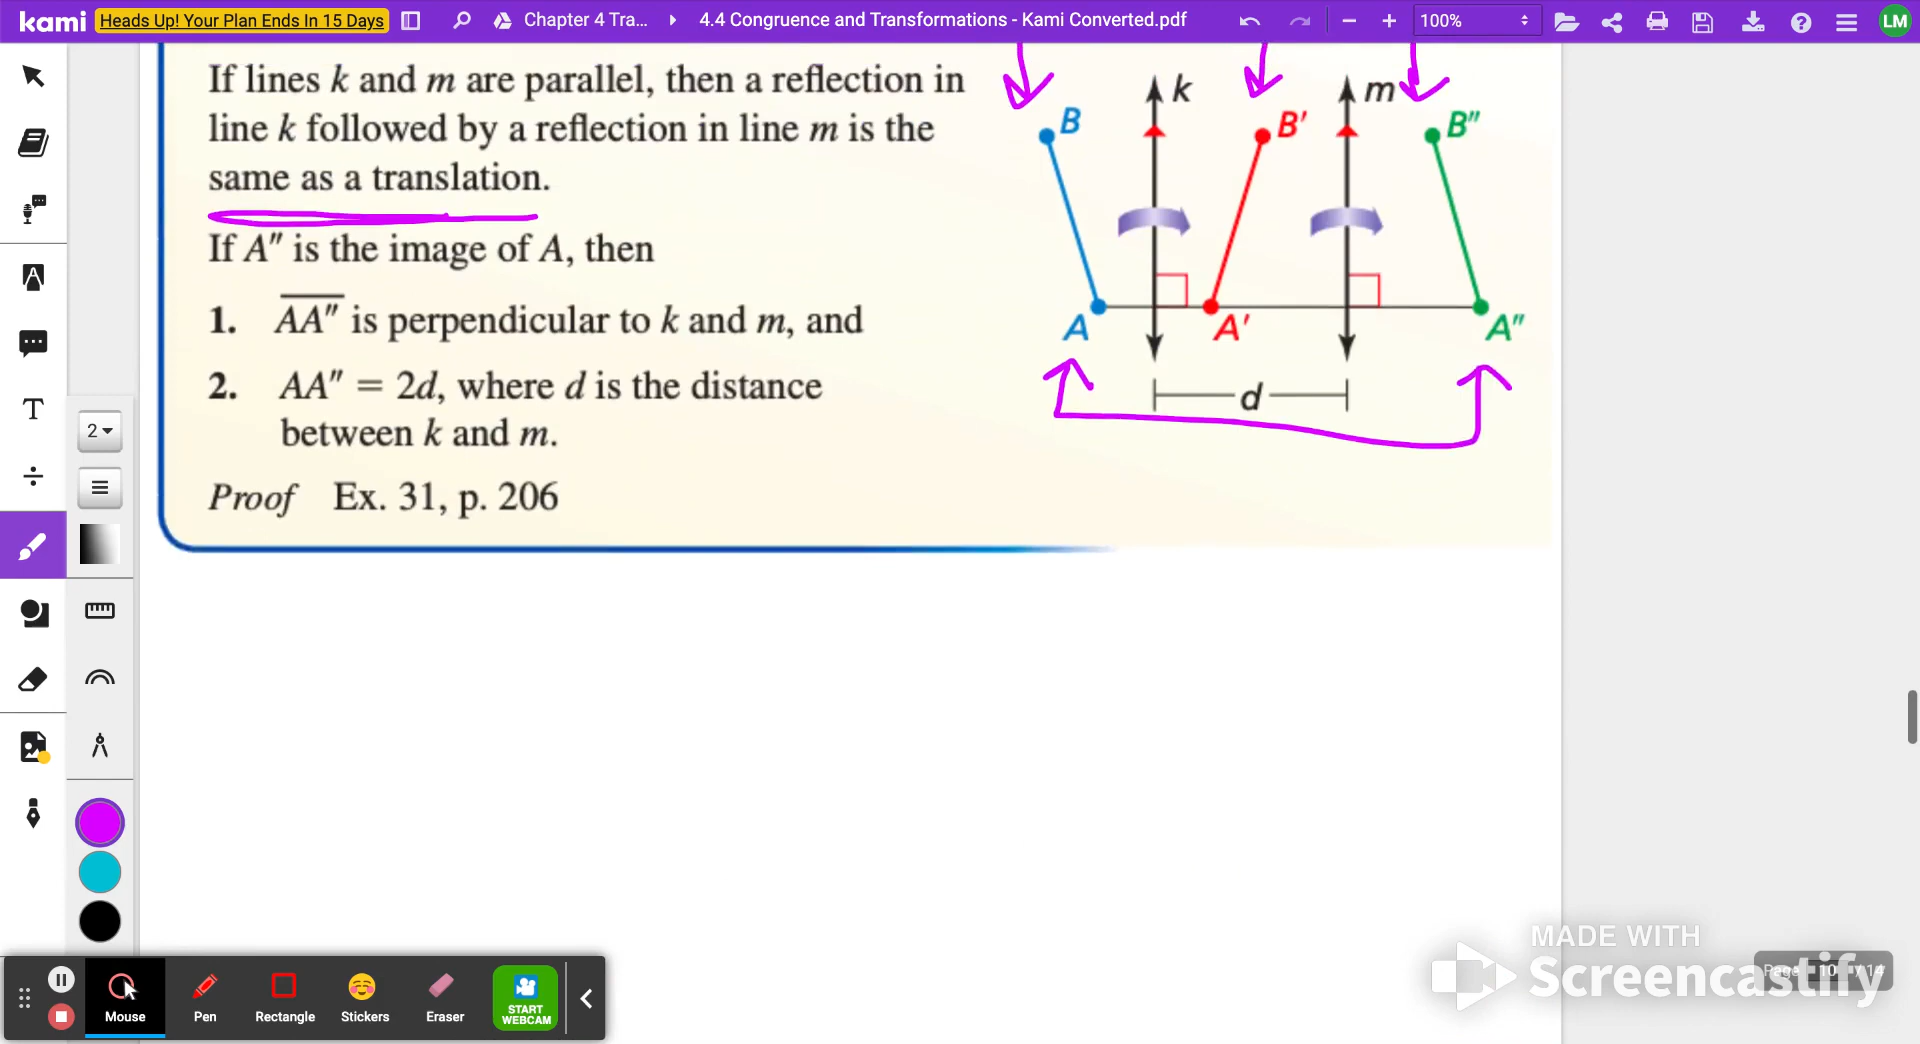 kami Heads Up! Your Plan Ends In 15 Days Chapter 4 Tra... 4.4 Congruence and Transformations - Kami Converted.pdf 100% LM
If lines k and m are parallel, then a reflection in
line k followed by a reflection in line m is the
same as a translation.
If A″ is the image of A, then
1. AA″ is perpendicular to k and m, and
2. AA″ = 2d, where d is the distance
between k and m.
Proof Ex. 31, p. 206
k m
B B′ B″
A A′ A″
d
T
2
Mouse Pen Rectangle Stickers Eraser START
WEBCAM
MADE WITH
Screencastify
Page 10 / 14